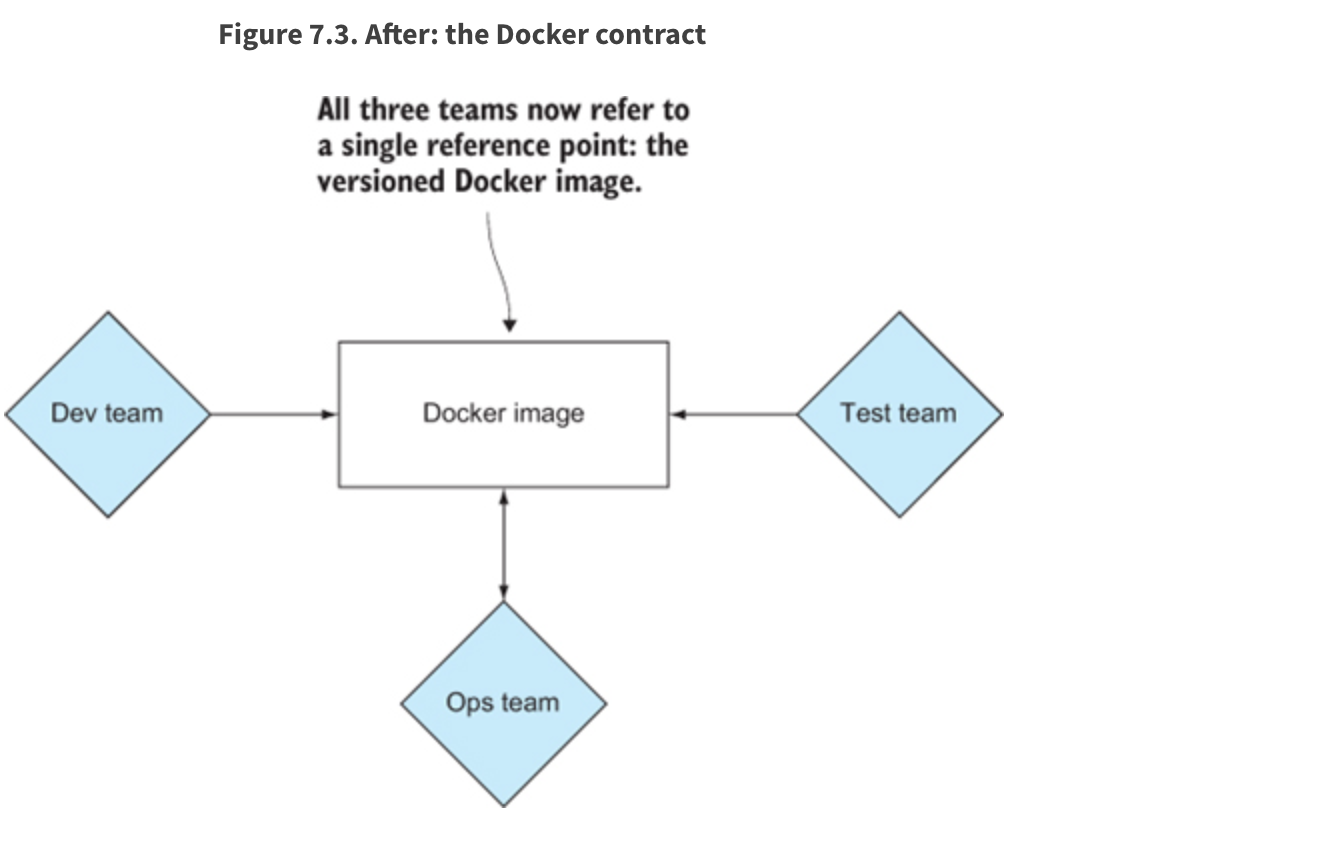 Figure 7.3. After: the Docker contract
All three teams now refer to
a single reference point: the
versioned Docker image.
Dev team
Docker image
Test team
Ops team